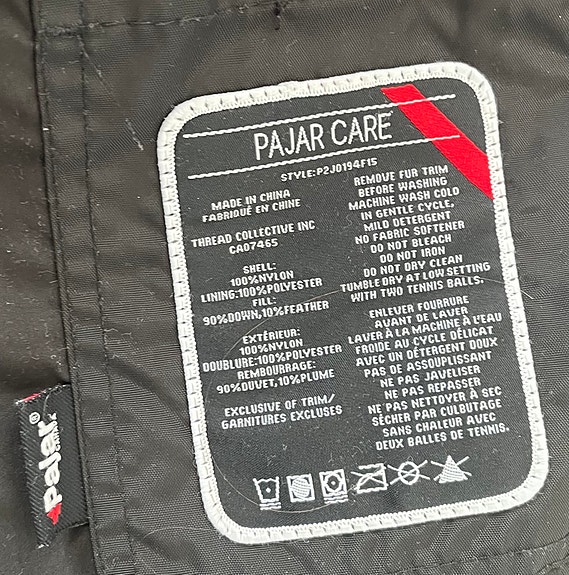 PAJAR CARE
STYLE:P2J0194F15
MADE IN CHINA
FABRIQUÉ EN CHINE
THREAD COLLECTIVE INC
CA07465
SHELL:
100%NYLON
LINING:100%POLYESTER
FILL:
90%DOWN,10%FEATHER
EXTÉRIEUR:
100%NYLON
DOUBLURE:100%POLYESTER
REMBOURRAGE:
90%DUVET,10%PLUME
EXCLUSIVE OF TRIM/
GARNITURES EXCLUSES
REMOVE FUR TRIM
BEFORE WASHING
MACHINE WASH COLD
IN GENTLE CYCLE,
MILD DETERGENT
NO FABRIC SOFTENER
DO NOT BLEACH
DO NOT IRON
DO NOT DRY CLEAN
TUMBLE DRY AT LOW SETTING
WITH TWO TENNIS BALLS.
ENLEVER FOURRURE
AVANT DE LAVER
LAVER À LA MACHINE À L'EAU
FROIDE AU CYCLE DÉLICAT
AVEC UN DÉTERGENT DOUX
PAS DE ASSOUPLISSANT
NE PAS JAVELISER
NE PAS REPASSER
NE PAS NETTOYER À SEC
SÉCHER PAR CULBUTAGE
SANS CHALEUR AVEC
DEUX BALLES DE TENNIS.
pajar®